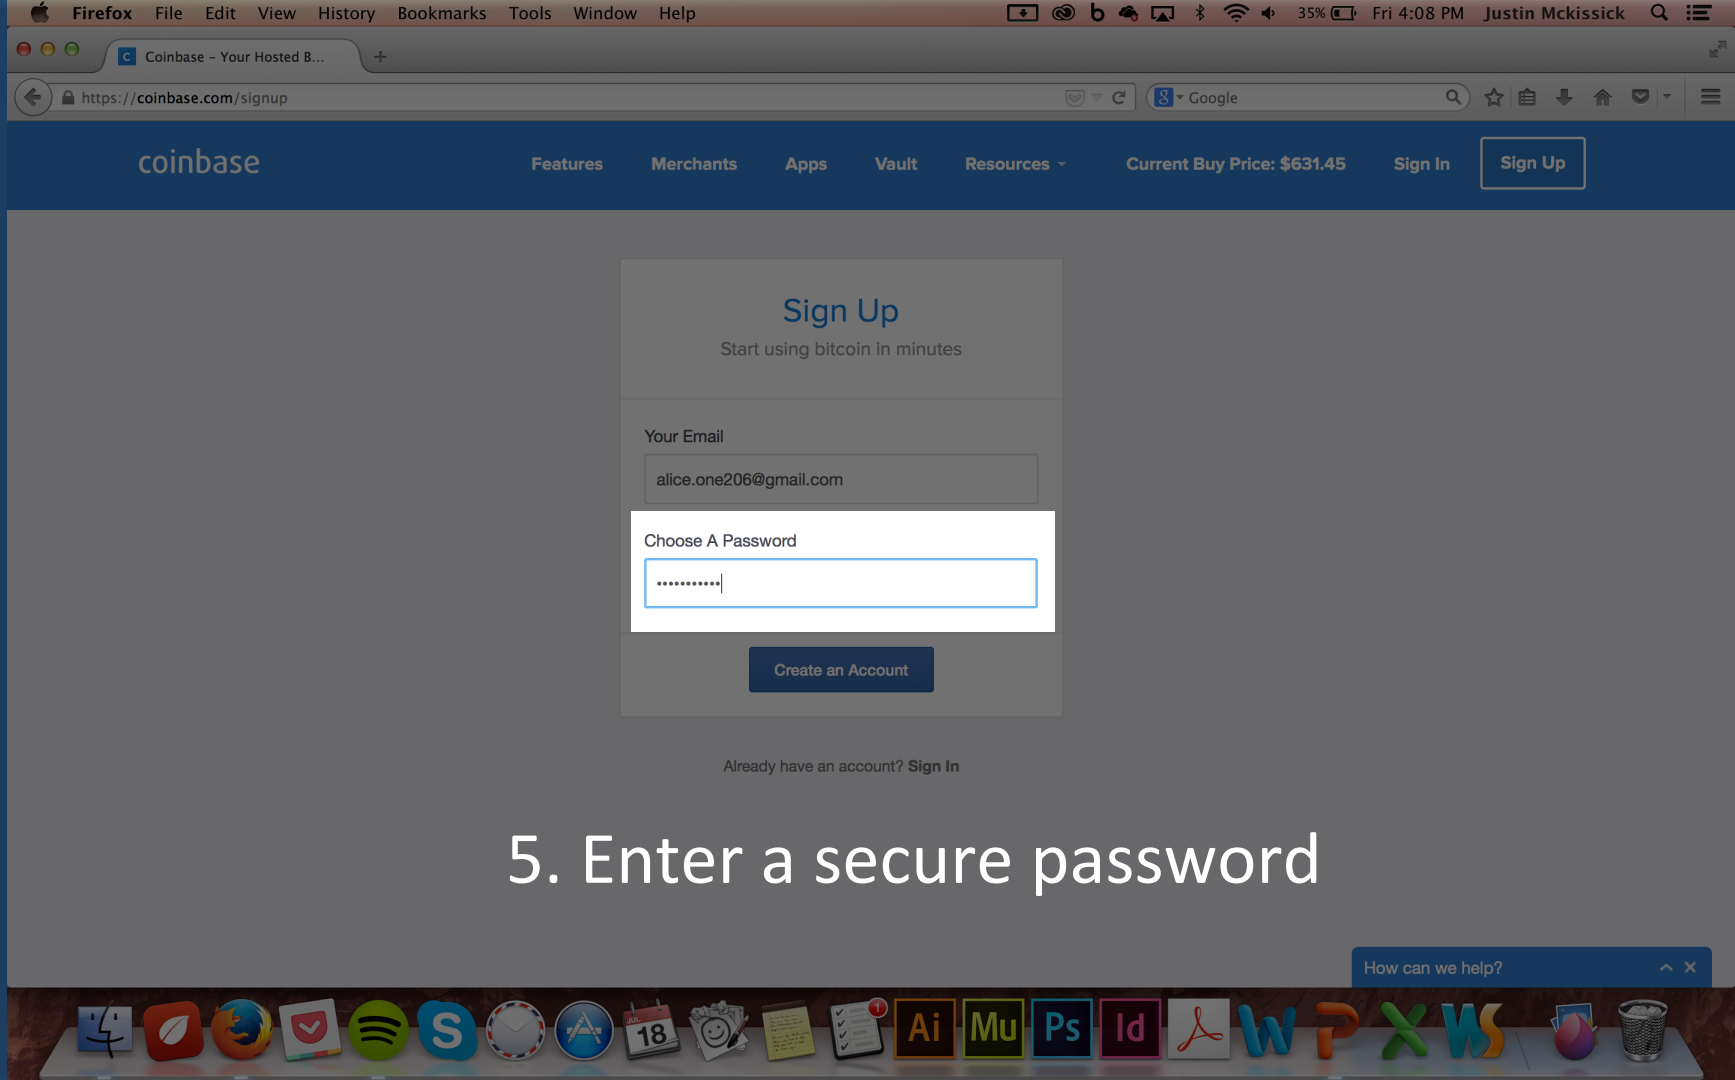 Firefox File Edit View History Bookmarks Tools Window Help 35% Fri 4:08 PM Justin Mckissick
Coinbase - Your Hosted B...
https://coinbase.com/signup Google
coinbase Features Merchants Apps Vault Resources Current Buy Price: $631.45 Sign In Sign Up
Sign Up
Start using bitcoin in minutes
Your Email
alice.one206@gmail.com
Choose A Password
•••••••••••
Create an Account
Already have an account? Sign In
5. Enter a secure password
How can we help?
JUL
18
1
Ai Mu Ps Id